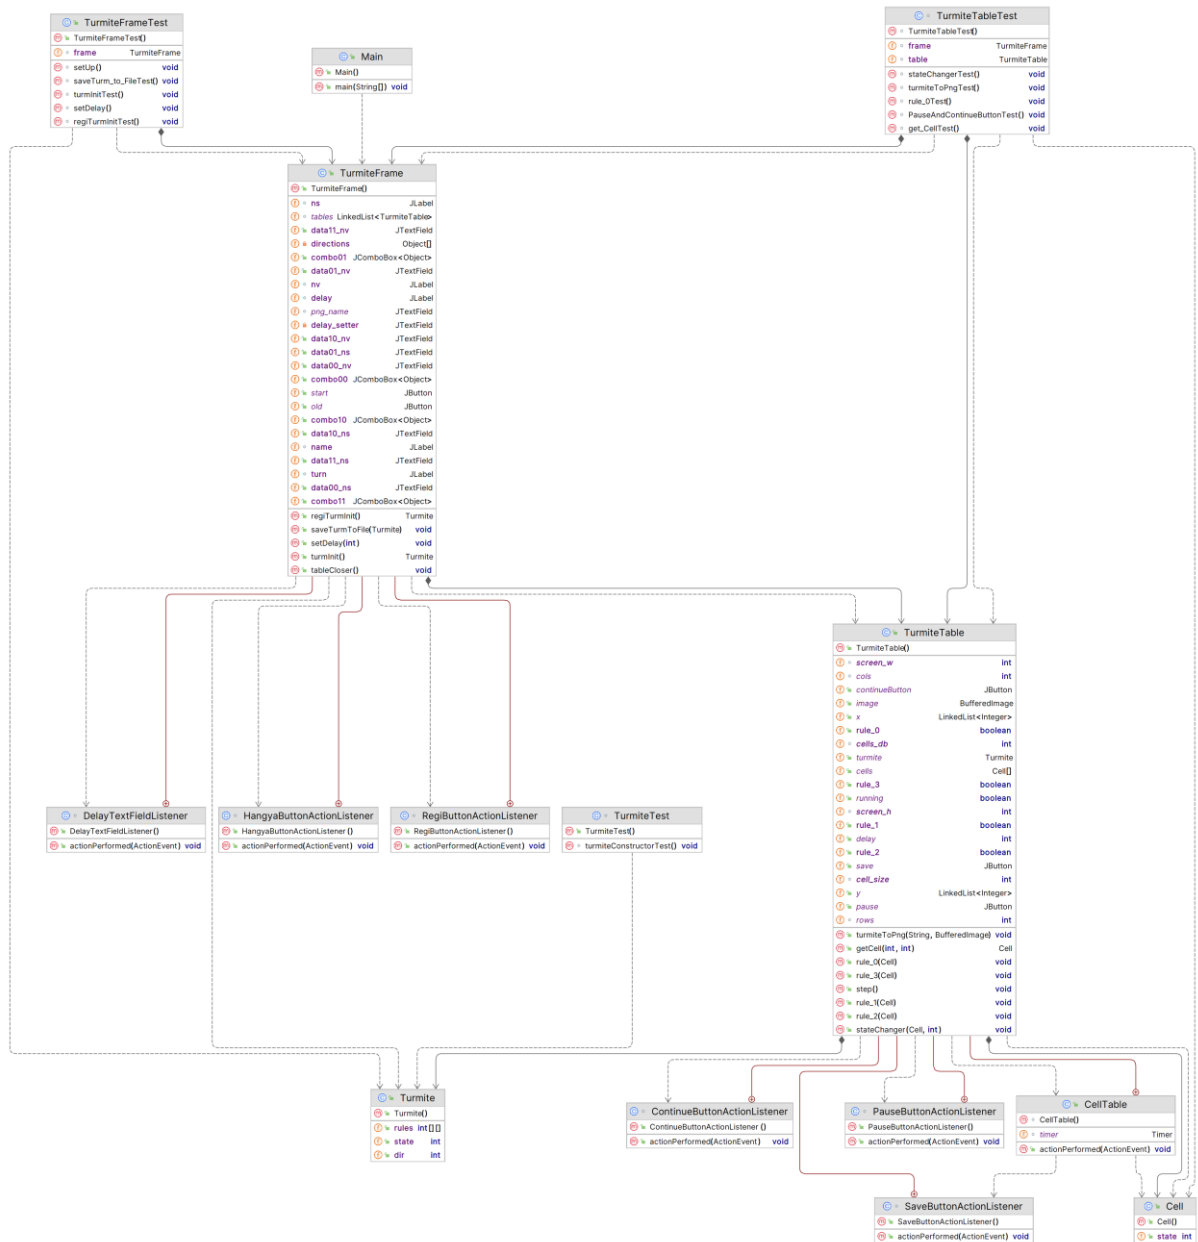 TurmiteFrameTest
TurmiteFrameTest()
frame TurmiteFrame
setUp() void
saveTurm_to_FileTest() void
turmInitTest() void
setDelay() void
regiTurmInitTest() void
Main
Main()
main(String[]) void
TurmiteTableTest
TurmiteTableTest()
frame TurmiteFrame
table TurmiteTable
stateChangerTest() void
turmiteToPngTest() void
rule_0Test() void
PauseAndContinueButtonTest() void
get_CellTest() void
TurmiteFrame
TurmiteFrame()
ns JLabel
tables LinkedList<TurmiteTable>
data11_nv JTextField
directions Object[]
combo01 JComboBox<Object>
data01_nv JTextField
nv JLabel
delay JLabel
png_name JTextField
delay_setter JTextField
data10_nv JTextField
data01_ns JTextField
data00_nv JTextField
combo00 JComboBox<Object>
start JButton
old JButton
combo10 JComboBox<Object>
data10_ns JTextField
name JLabel
data11_ns JTextField
turn JLabel
data00_ns JTextField
combo11 JComboBox<Object>
regiTurmInit() Turmite
saveTurmToFile(Turmite) void
setDelay(int) void
turmInit() Turmite
tableCloser() void
TurmiteTable
TurmiteTable()
screen_w int
cols int
continueButton JButton
image BufferedImage
x LinkedList<Integer>
rule_0 boolean
cells_db int
turmite Turmite
cells Cell[]
rule_3 boolean
running boolean
screen_h int
rule_1 boolean
delay int
rule_2 boolean
save JButton
cell_size int
y LinkedList<Integer>
pause JButton
rows int
turmiteToPng(String, BufferedImage) void
getCell(int, int) Cell
rule_0(Cell) void
rule_3(Cell) void
step() void
rule_1(Cell) void
rule_2(Cell) void
stateChanger(Cell, int) void
DelayTextFieldListener
DelayTextFieldListener()
actionPerformed(ActionEvent) void
HangyaButtonActionListener
HangyaButtonActionListener()
actionPerformed(ActionEvent) void
RegiButtonActionListener
RegiButtonActionListener()
actionPerformed(ActionEvent) void
TurmiteTest
TurmiteTest()
turmiteConstructorTest() void
Turmite
Turmite()
rules int[][]
state int
dir int
ContinueButtonActionListener
ContinueButtonActionListener ()
actionPerformed(ActionEvent) void
PauseButtonActionListener
PauseButtonActionListener()
actionPerformed(ActionEvent) void
CellTable
CellTable()
timer Timer
actionPerformed(ActionEvent) void
SaveButtonActionListener
SaveButtonActionListener()
actionPerformed(ActionEvent) void
Cell
Cell()
state int